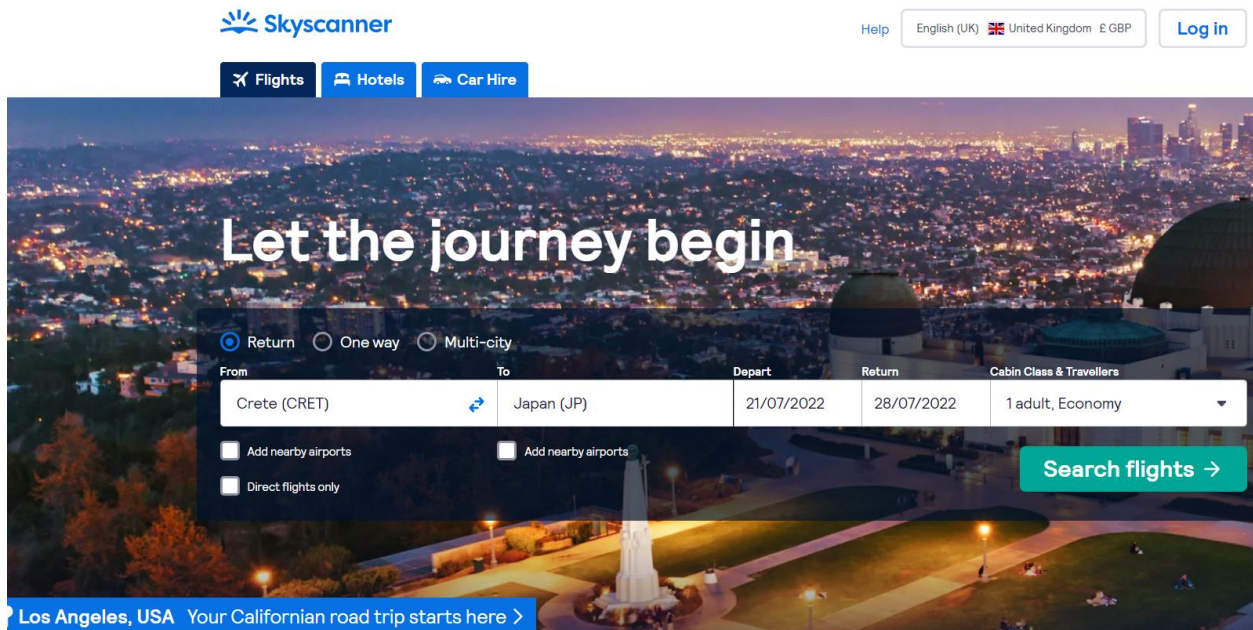 Skyscanner
Help English (UK) United Kingdom £ GBP Log in
Flights Hotels Car Hire
Let the journey begin
Return One way Multi-city
From To Depart Return Cabin Class & Travellers
Crete (CRET) Japan (JP) 21/07/2022 28/07/2022 1 adult, Economy
Add nearby airports Add nearby airports
Search flights →
Direct flights only
Los Angeles, USA Your Californian road trip starts here >